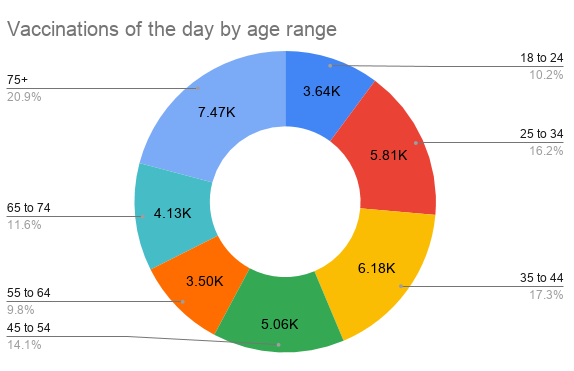 Vaccinations of the day by age range
18 to 24
10.2%
25 to 34
16.2%
35 to 44
17.3%
45 to 54
14.1%
55 to 64
9.8%
65 to 74
11.6%
75+
20.9%
3.64K
5.81K
6.18K
5.06K
3.50K
4.13K
7.47K